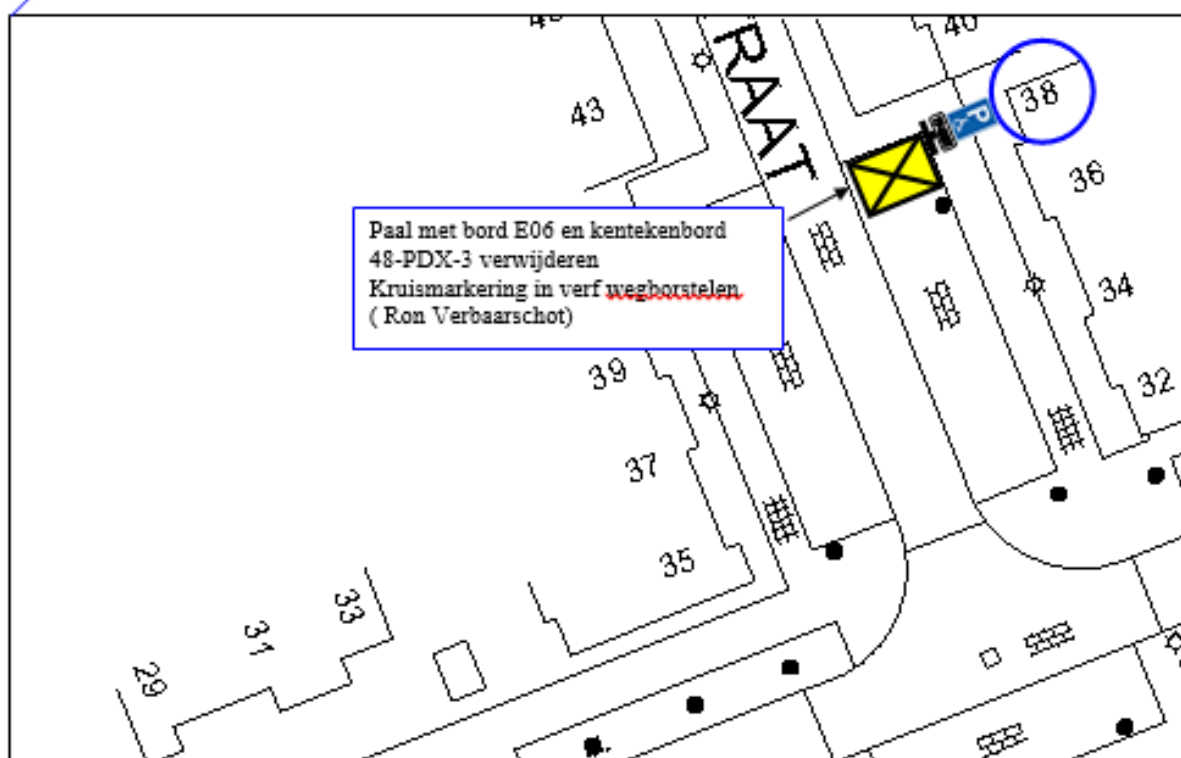 40
38
43
RAAT
P
36
Paal met bord E06 en kentekenbord
48-PDX-3 verwijderen
Kruismarkering in verf wegborstelen
( Ron Verbaarschot)
34
39
32
37
35
33
31
29